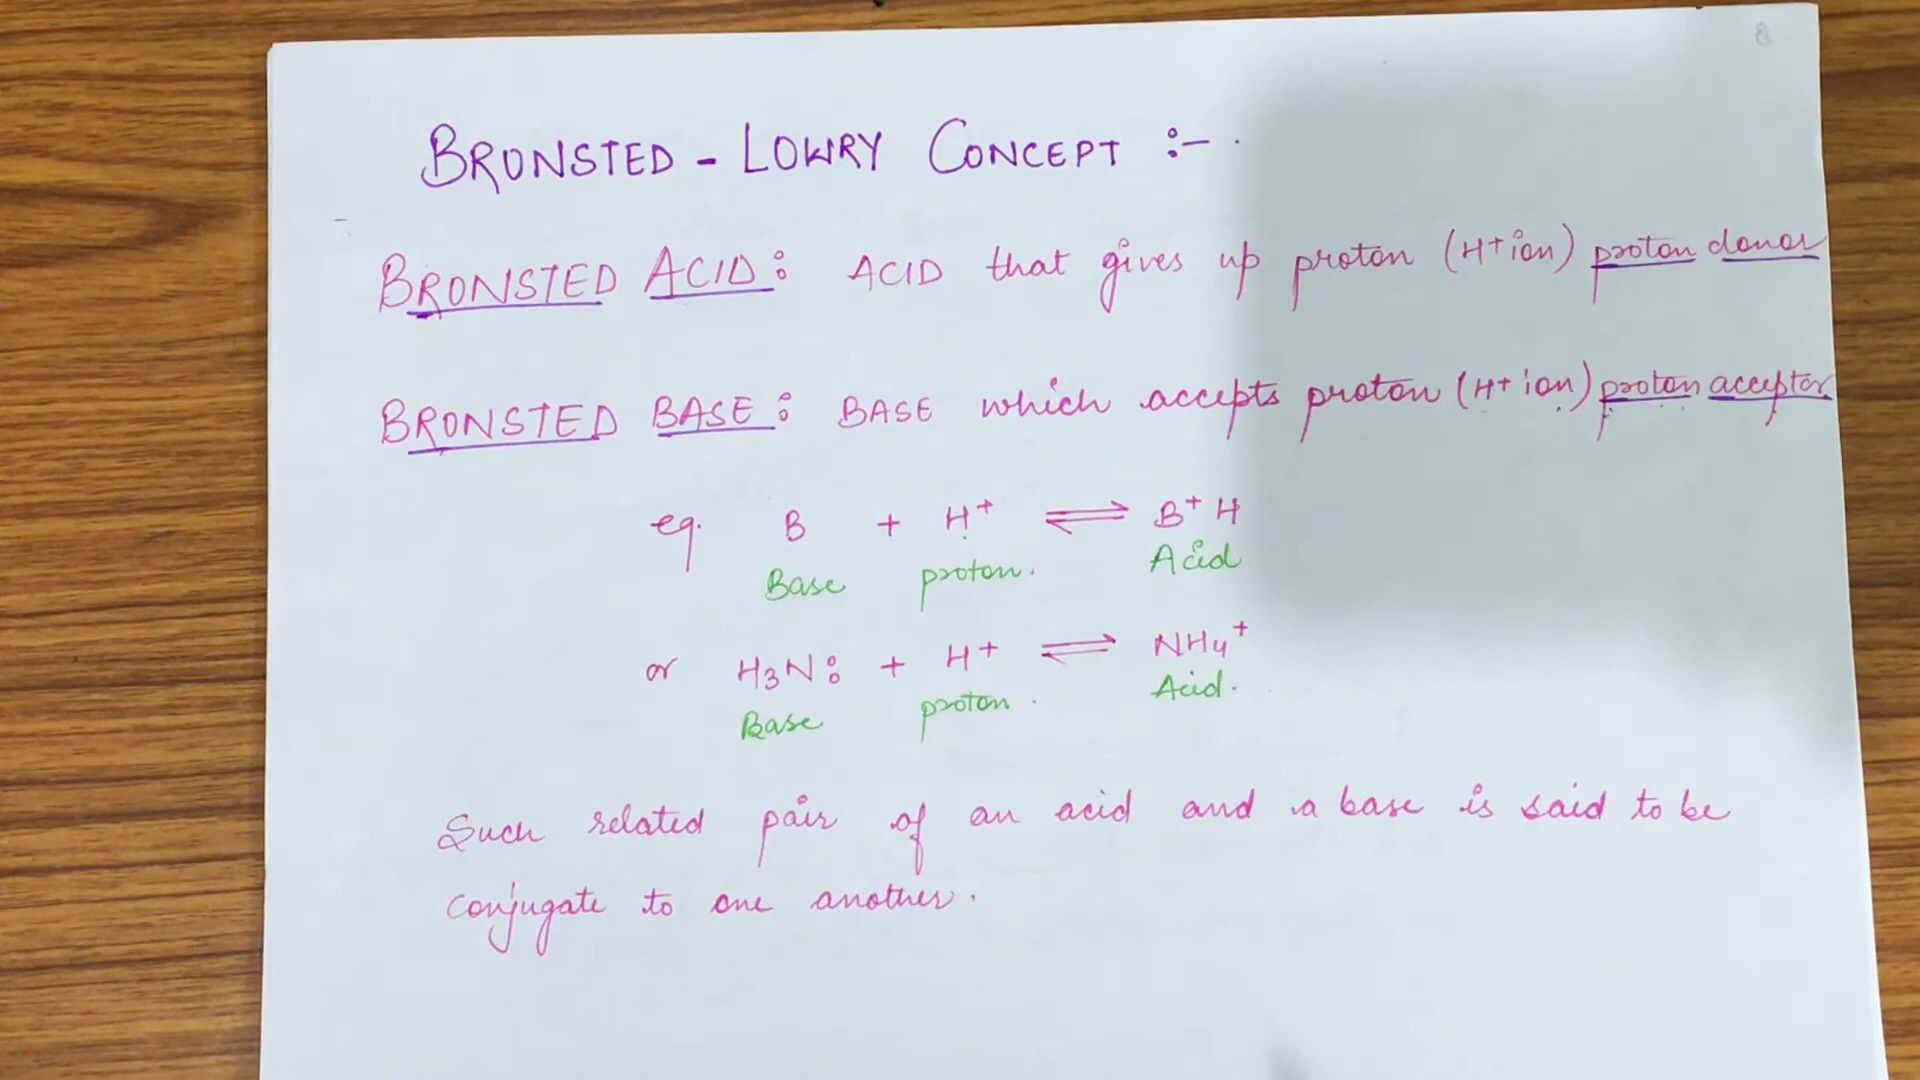 BRONSTED - LOWRY CONCEPT :-
BRONSTED ACID: ACID that gives up proton (H+ ion) proton donor
BRONSTED BASE: BASE which accepts proton (H+ ion) proton acceptor
eg. B + H+ ⇌ B+ H
Base proton. Acid
or H3N: + H+ ⇌ NH4+
Base proton. Acid.
Such related pair of an acid and a base is said to be
conjugate to one another.